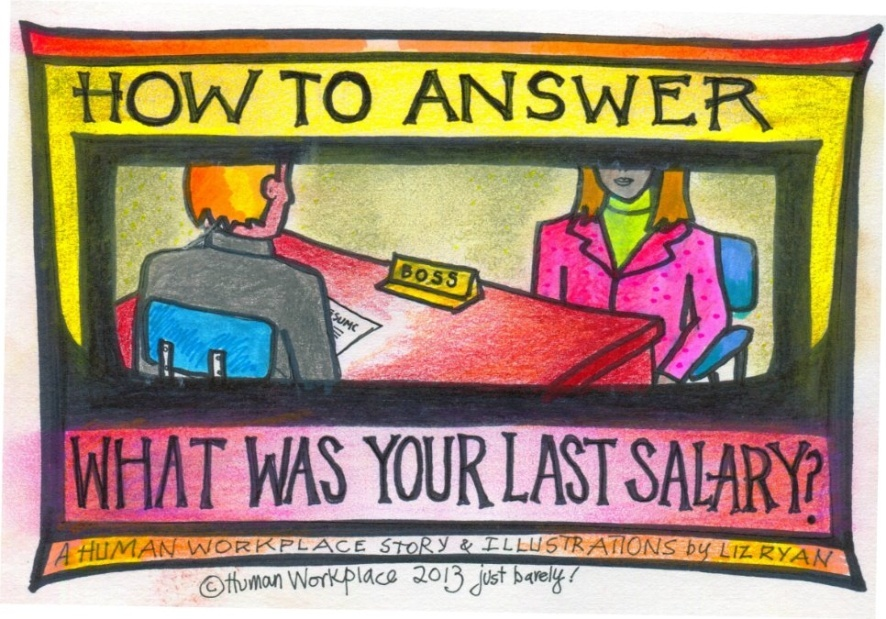 HOW TO ANSWER
BOSS
RESUME
WHAT WAS YOUR LAST SALARY?
A HUMAN WORKPLACE STORY & ILLUSTRATIONS by LIZ RYAN
©Human Workplace 2013 just barely!